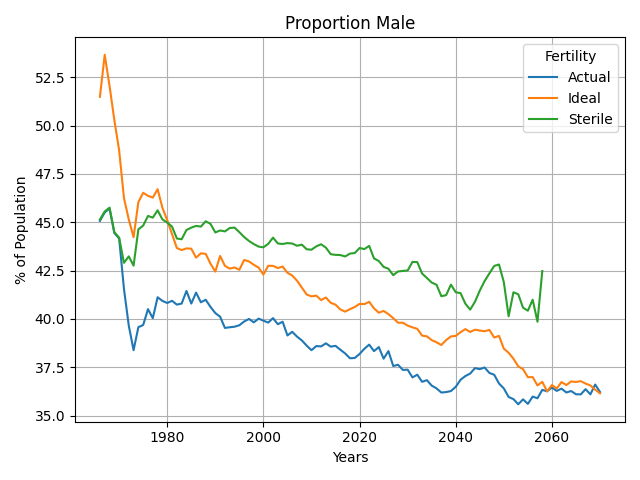 Proportion Male
% of Population
52.5
50.0
47.5
45.0
42.5
40.0
37.5
35.0
Fertility
Actual
Ideal
Sterile
1980
2000
2020
2040
2060
Years